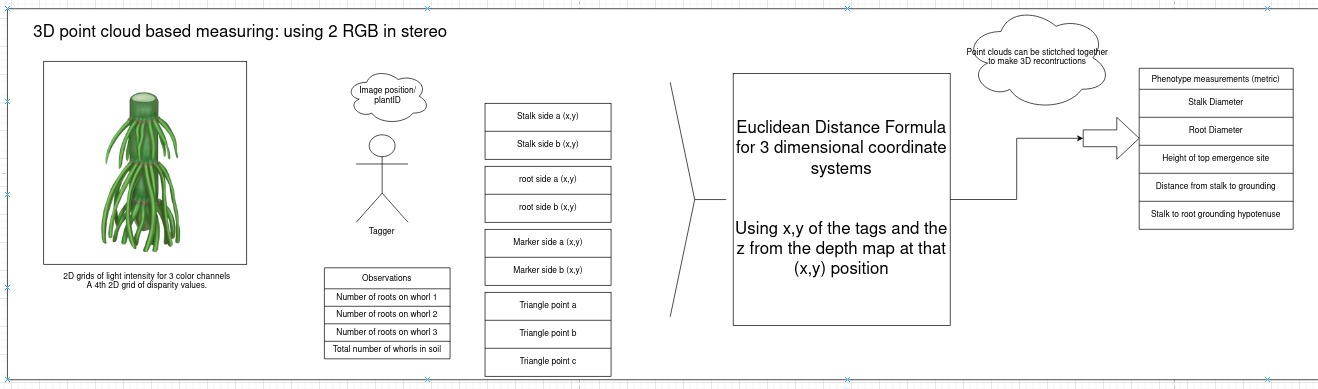 3D point cloud based measuring: using 2 RGB in stereo
2D grids of light intensity for 3 color channels
A 4th 2D grid of disparity values.
Image position/
plantID
Tagger
Observations
Number of roots on whorl 1
Number of roots on whorl 2
Number of roots on whorl 3
Total number of whorls in soil
Stalk side a (x,y)
Stalk side b (x,y)
root side a (x,y)
root side b (x,y)
Marker side a (x,y)
Marker side b (x,y)
Triangle point a
Triangle point b
Triangle point c
Euclidean Distance Formula
for 3 dimensional coordinate
systems
Using x,y of the tags and the
z from the depth map at that
(x,y) position
Point clouds can be stictched together
to make 3D recontructions
Phenotype measurements (metric)
Stalk Diameter
Root Diameter
Height of top emergence site
Distance from stalk to grounding
Stalk to root grounding hypotenuse